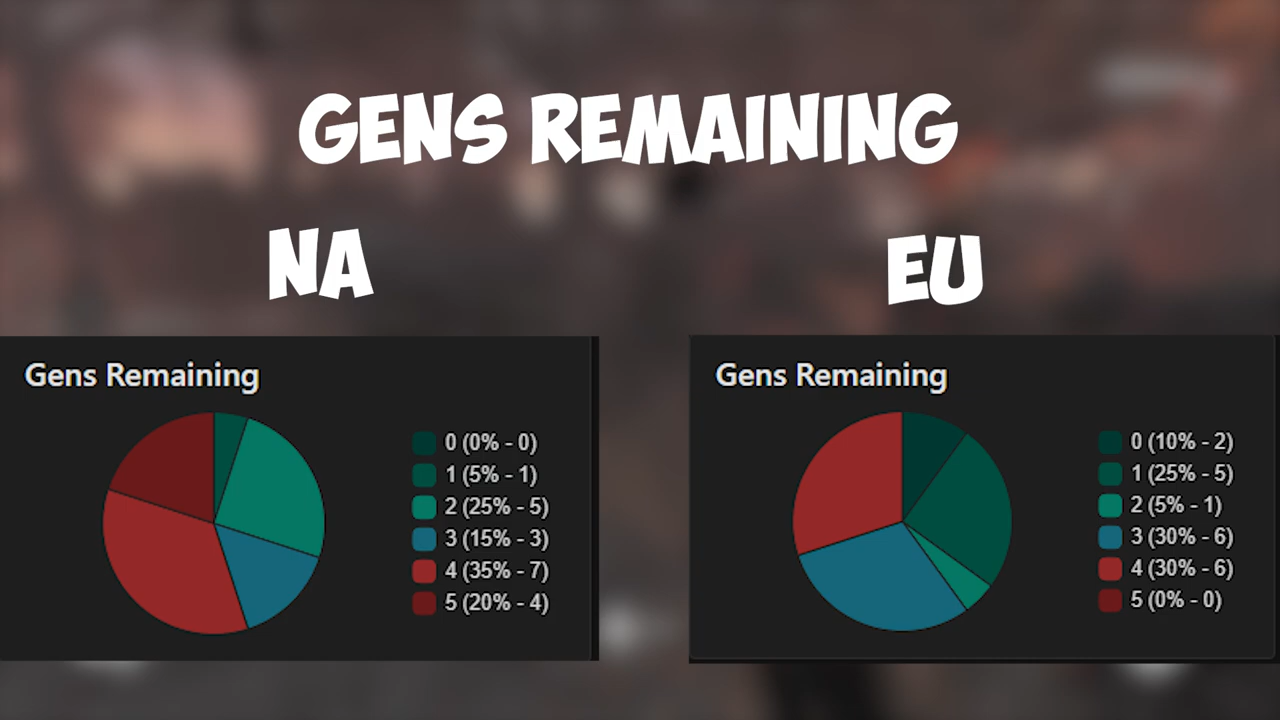 GENS REMAINING
NA
EU
Gens Remaining
0 (0% - 0)
1 (5% - 1)
2 (25% - 5)
3 (15% - 3)
4 (35% - 7)
5 (20% - 4)
Gens Remaining
0 (10% - 2)
1 (25% - 5)
2 (5% - 1)
3 (30% - 6)
4 (30% - 6)
5 (0% - 0)